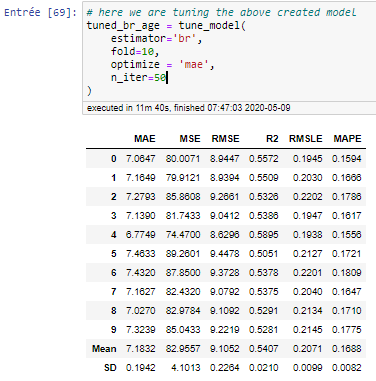 Entrée [69]: # here we are tuning the above created model
tuned_br_age = tune_model(
estimator='br',
fold=10,
optimize = 'mae',
n_iter=50
)
executed in 11m 40s, finished 07:47:03 2020-05-09
MAE MSE RMSE R2 RMSLE MAPE
0 7.0647 80.0071 8.9447 0.5572 0.1945 0.1594
1 7.1649 79.9121 8.9394 0.5509 0.2030 0.1666
2 7.2793 85.8608 9.2661 0.5326 0.2202 0.1786
3 7.1390 81.7433 9.0412 0.5386 0.1947 0.1617
4 6.7749 74.4700 8.6296 0.5895 0.1938 0.1556
5 7.4633 89.2601 9.4478 0.5051 0.2127 0.1721
6 7.4320 87.8500 9.3728 0.5378 0.2201 0.1809
7 7.1627 82.4320 9.0792 0.5375 0.2040 0.1647
8 7.0270 82.9784 9.1092 0.5291 0.2134 0.1710
9 7.3239 85.0433 9.2219 0.5281 0.2145 0.1775
Mean 7.1832 82.9557 9.1052 0.5407 0.2071 0.1688
SD 0.1942 4.1013 0.2264 0.0210 0.0099 0.0082